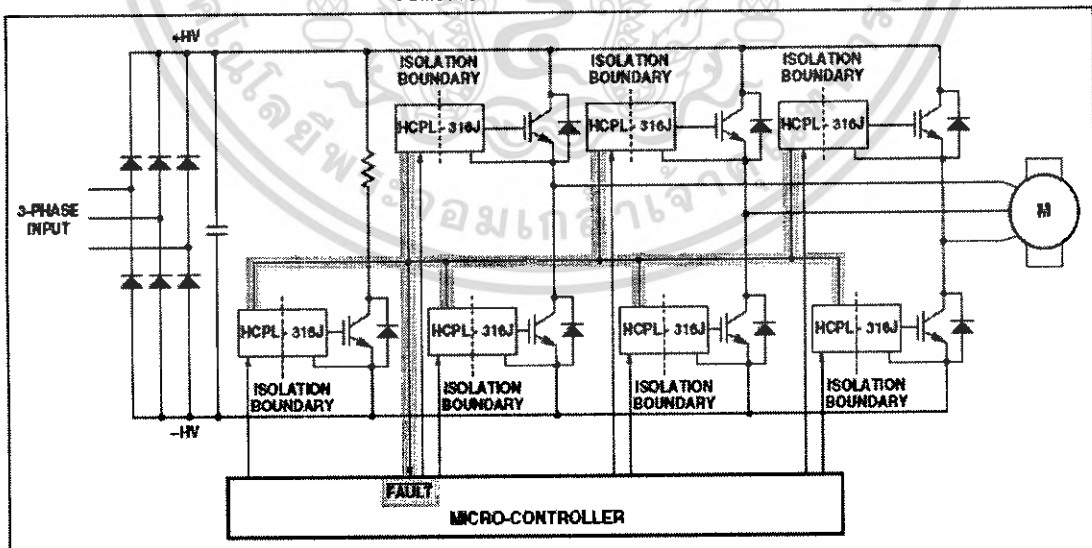 +HV
ISOLATION
BOUNDARY
ISOLATION
BOUNDARY
ISOLATION
BOUNDARY
HCPL - 316J
HCPL - 316J
HCPL - 316J
3-PHASE
INPUT
M
HCPL - 316J
HCPL - 316J
HCPL - 316J
HCPL - 316J
ISOLATION
BOUNDARY
ISOLATION
BOUNDARY
ISOLATION
BOUNDARY
ISOLATION
BOUNDARY
–HV
FAULT
MICRO-CONTROLLER